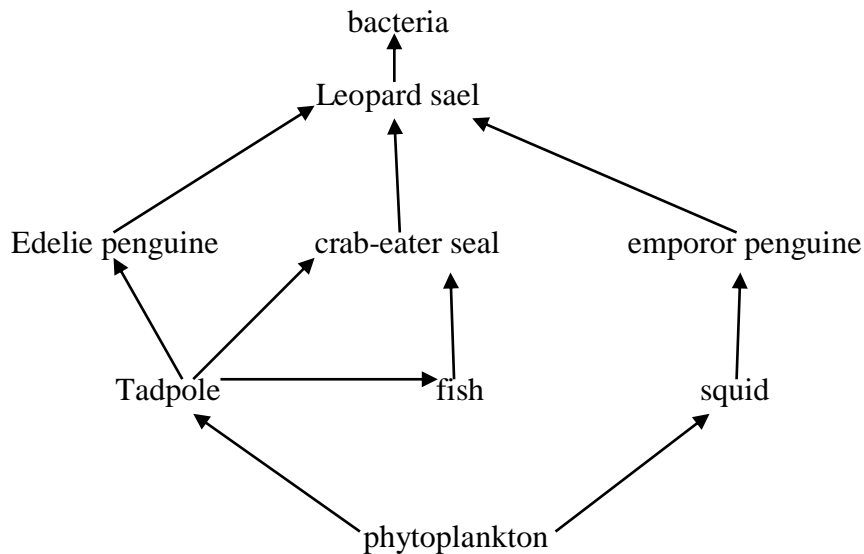 bacteria
Leopard sael
Edelie penguine crab-eater seal emporor penguine
Tadpole fish squid
phytoplankton